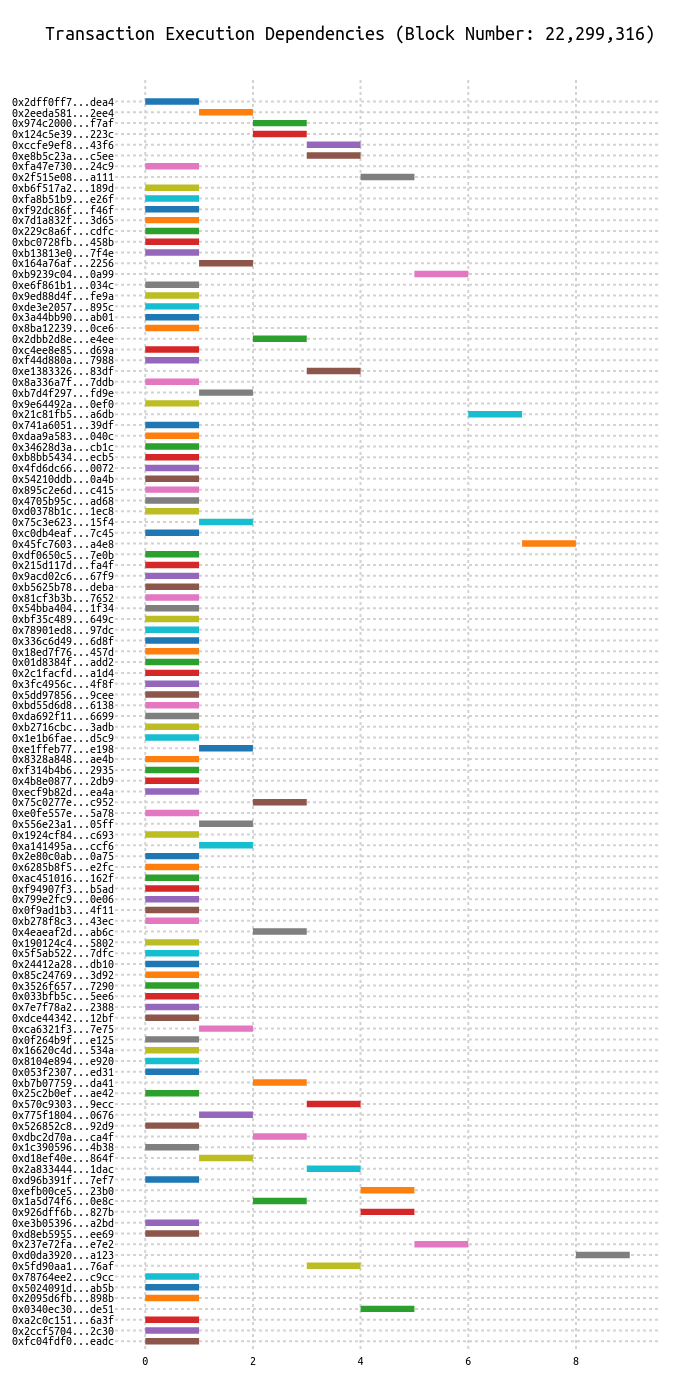 Transaction Execution Dependencies (Block Number: 22,299,316)
0x2dff0ff7...dea4
0x2eeda581...2ee4
0x974c2000...f7af
0x124c5e39...223c
0xccfe9ef8...43f6
0xe8b5c23a...c5ee
0xfa47e730...24c9
0x2f515e08...a111
0xb6f517a2...189d
0xfa8b51b9...e26f
0xf92dc86f...f46f
0x7d1a832f...3d65
0x229c8a6f...cdfc
0xbc0728fb...458b
0xb13813e0...7f4e
0x164a76af...2256
0xb9239c04...0a99
0xe6f861b1...034c
0x9ed88d4f...fe9a
0xde3e2057...895c
0x3a44bb90...ab01
0x8ba12239...0ce6
0x2dbb2d8e...e4ee
0xc4ee8e85...d69a
0xf44d880a...7988
0xe1383326...83df
0x8a336a7f...7ddb
0xb7d4f297...fd9e
0x9e64492a...0ef0
0x21c81fb5...a6db
0x741a6051...39df
0xdaa9a583...040c
0x34628d3a...cb1c
0xb8bb5434...ecb5
0x4fd6dc66...0072
0x54210ddb...0a4b
0x895c2e6d...c415
0x4705b95c...ad68
0xd0378b1c...1ec8
0x75c3e623...15f4
0xc0db4eaf...7c45
0x45fc7603...a4e8
0xdf0650c5...7e0b
0x215d117d...fa4f
0x9acd02c6...67f9
0xb5625b78...deba
0x81cf3b3b...7652
0x54bba404...1f34
0xbf35c489...649c
0x78901ed8...97dc
0x336c6d49...6d8f
0x18ed7f76...457d
0x01d8384f...add2
0x2c1facfd...a1d4
0x3fc4956c...4f8f
0x5dd97856...9cee
0xbd55d6d8...6138
0xda692f11...6699
0xb2716cbc...3adb
0x1e1b6fae...d5c9
0xe1ffeb77...e198
0x8328a848...ae4b
0xf314b4b6...2935
0x4b8e0877...2db9
0xecf9b82d...ea4a
0x75c0277e...c952
0xe0fe557e...5a78
0x556e23a1...05ff
0x1924cf84...c693
0xa141495a...ccf6
0x2e80c0ab...0a75
0x6285b8f5...e2fc
0xac451016...162f
0xf94907f3...b5ad
0x799e2fc9...0e06
0x0f9ad1b3...4f11
0xb278f8c3...43ec
0x4eaeaf2d...ab6c
0x190124c4...5802
0x5f5ab522...7dfc
0x24412a28...db10
0x85c24769...3d92
0x3526f657...7290
0x033bfb5c...5ee6
0x7e7f78a2...2388
0xdce44342...12bf
0xca6321f3...7e75
0x0f264b9f...e125
0x16620c4d...534a
0x8104e894...e920
0x053f2307...ed31
0xb7b07759...da41
0x25c2b0ef...ae42
0x570c9303...9ecc
0x775f1804...0676
0x526852c8...92d9
0xdbc2d70a...ca4f
0x1c390596...4b38
0xd18ef40e...864f
0x2a833444...1dac
0xd96b391f...7ef7
0xefb00ce5...23b0
0x1a5d74f6...0e8c
0x926dff6b...827b
0xe3b05396...a2bd
0xd8eb5955...ee69
0x237e72fa...e7e2
0xd0da3920...a123
0x5fd90aa1...76af
0x78764ee2...c9cc
0x5024091d...ab5b
0x2095d6fb...898b
0x0340ec30...de51
0xa2c0c151...6a3f
0x2ccf5704...2c30
0xfc04fdf0...eadc
0 2 4 6 8